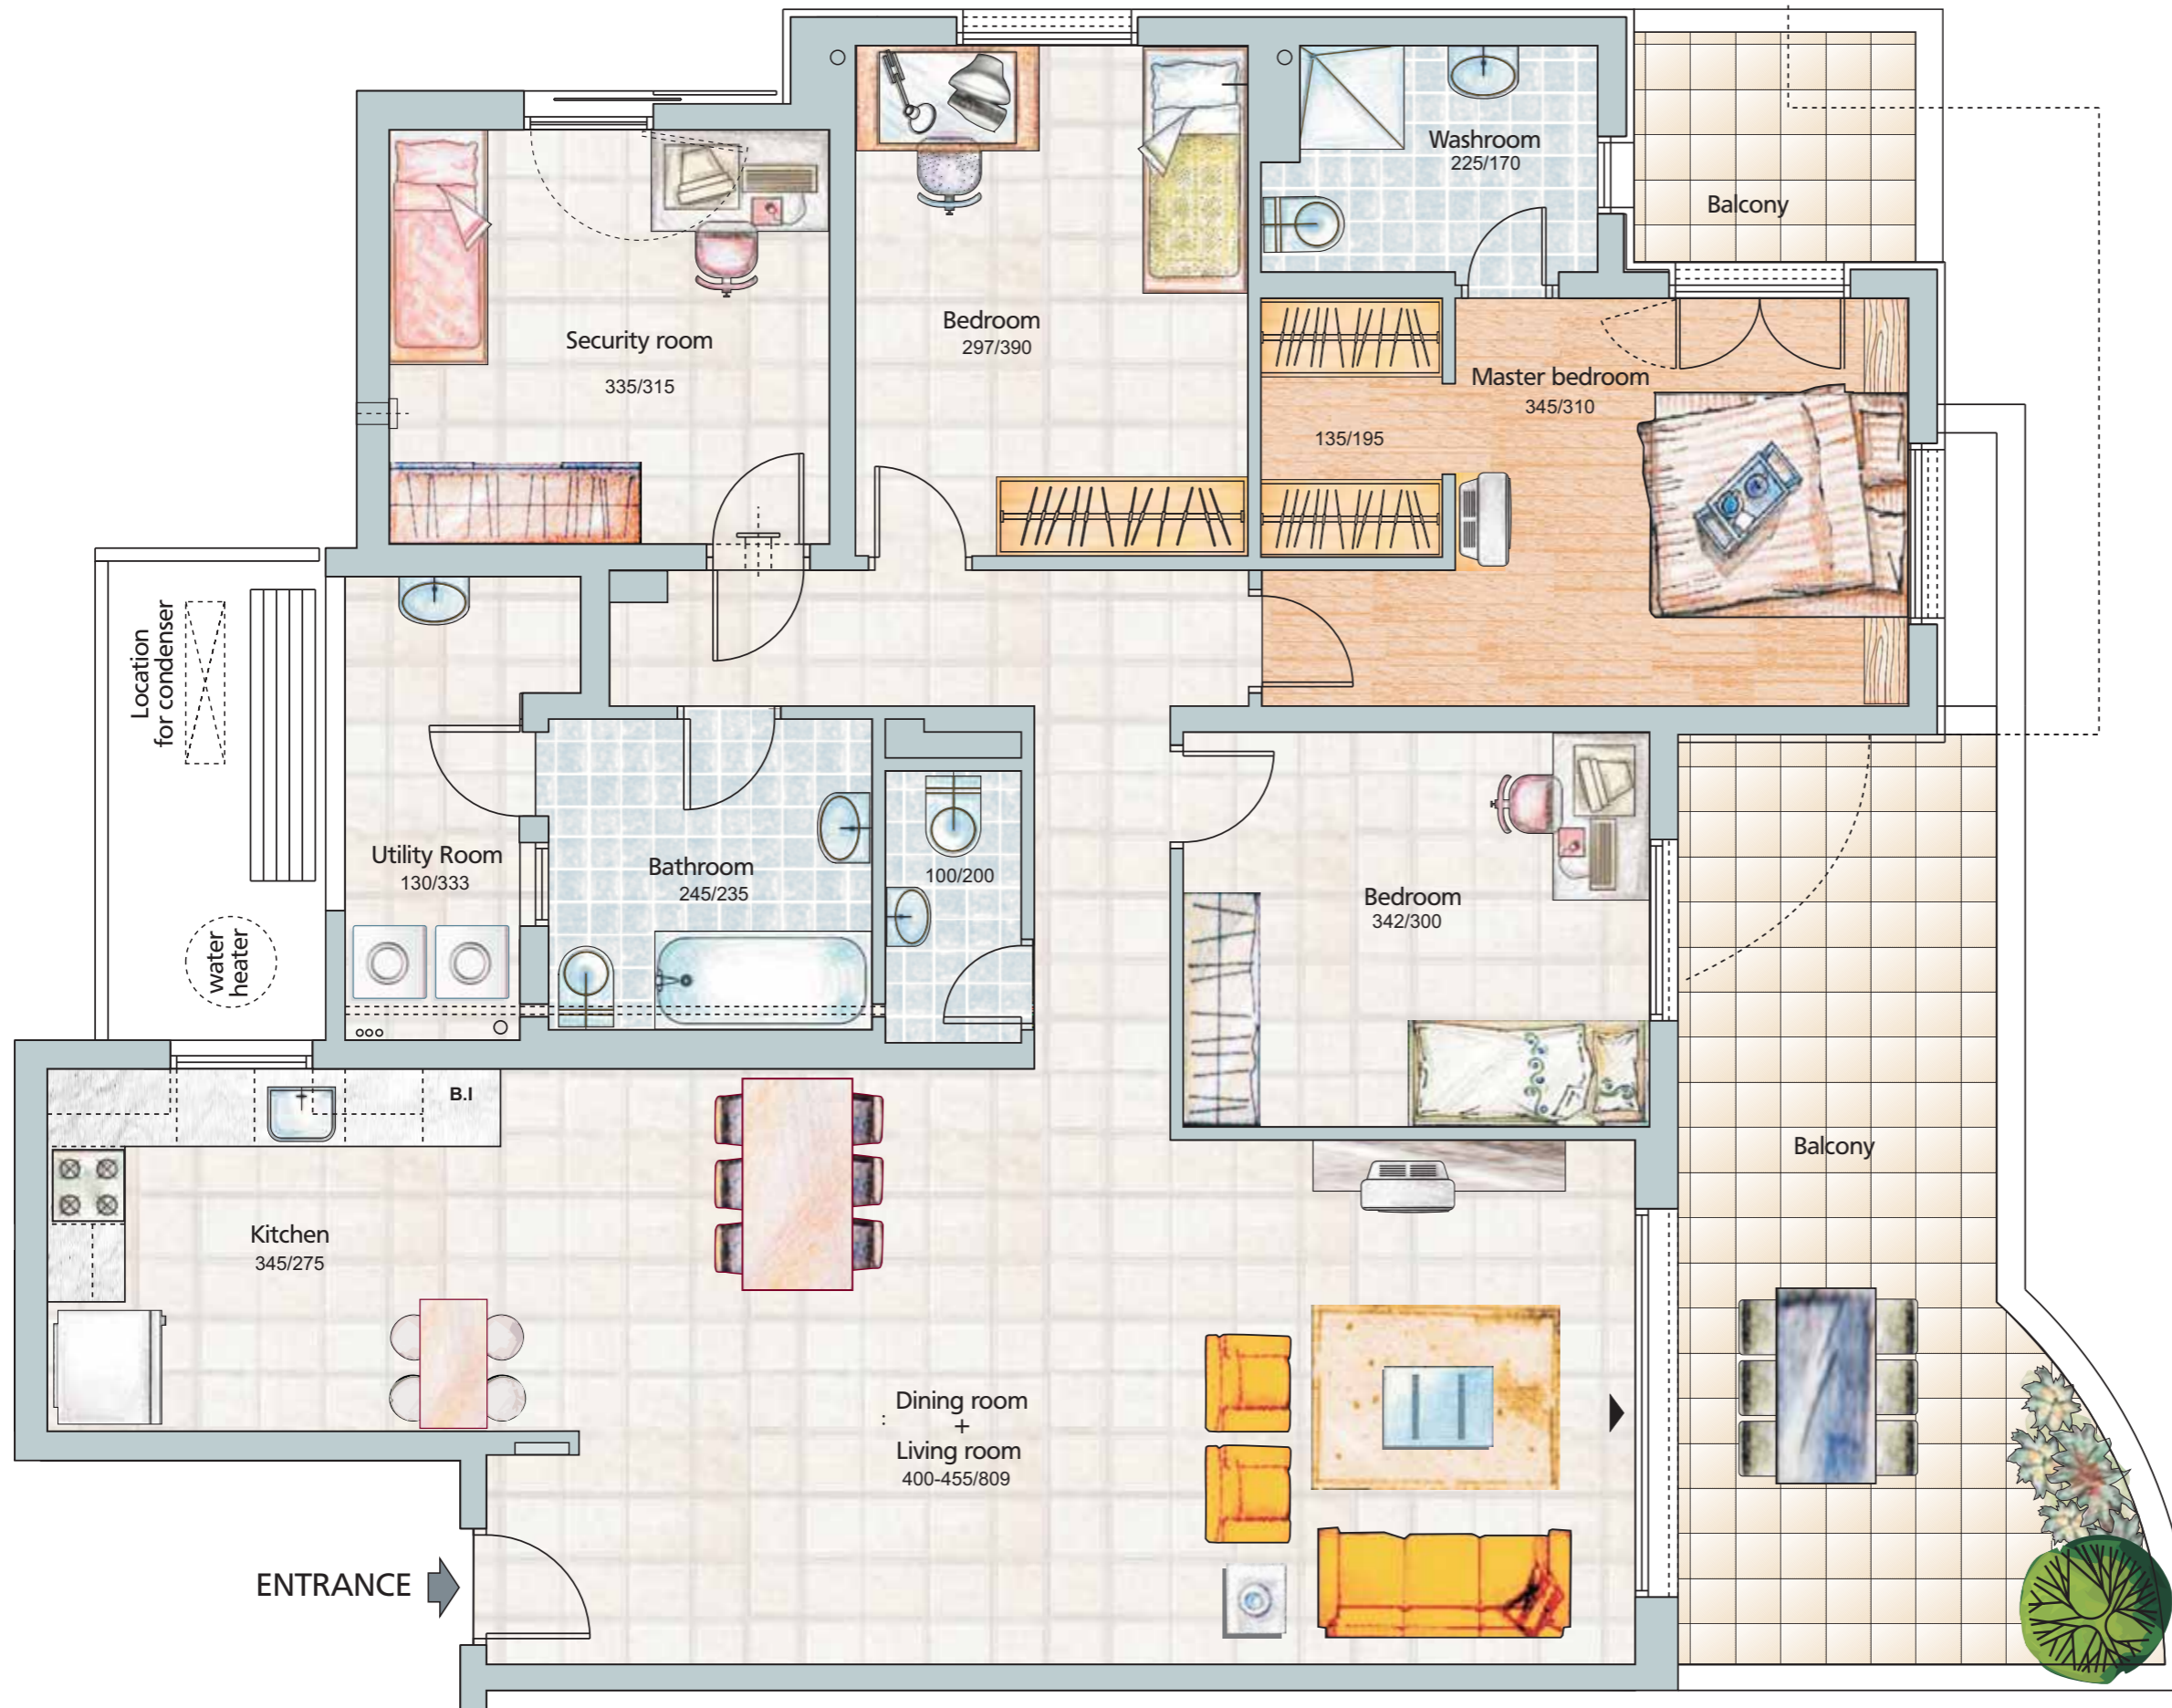 Washroom
225/170
Balcony
Security room
335/315
Bedroom
297/390
Master bedroom
345/310
135/195
Location
for condenser
Utility Room
130/333
Bathroom
245/235
100/200
Bedroom
342/300
water
heater
B.I
Kitchen
345/275
Balcony
Dining room
+
Living room
400-455/809
ENTRANCE